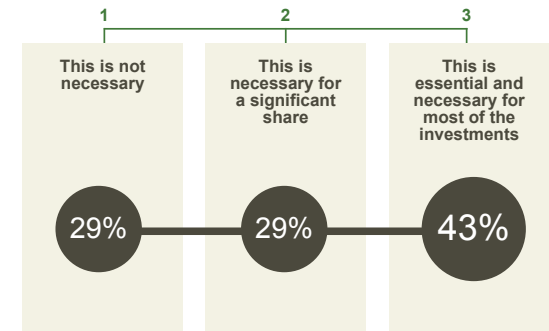 1
2
3
This is not
necessary
This is
necessary for
a significant
share
This is
essential and
necessary for
most of the
investments
29%
29%
43%